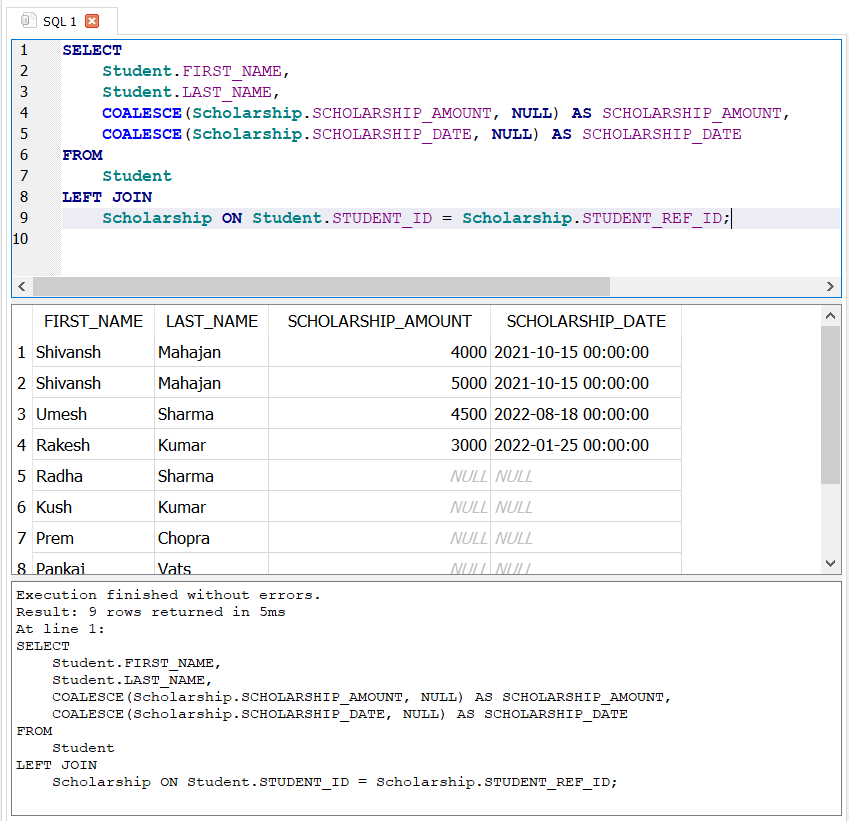 SQL 1
1 SELECT
2 Student.FIRST_NAME,
3 Student.LAST_NAME,
4 COALESCE(Scholarship.SCHOLARSHIP_AMOUNT, NULL) AS SCHOLARSHIP_AMOUNT,
5 COALESCE(Scholarship.SCHOLARSHIP_DATE, NULL) AS SCHOLARSHIP_DATE
6 FROM
7 Student
8 LEFT JOIN
9 Scholarship ON Student.STUDENT_ID = Scholarship.STUDENT_REF_ID;
10
FIRST_NAME LAST_NAME SCHOLARSHIP_AMOUNT SCHOLARSHIP_DATE
1 Shivansh Mahajan 4000 2021-10-15 00:00:00
2 Shivansh Mahajan 5000 2021-10-15 00:00:00
3 Umesh Sharma 4500 2022-08-18 00:00:00
4 Rakesh Kumar 3000 2022-01-25 00:00:00
5 Radha Sharma NULL NULL
6 Kush Kumar NULL NULL
7 Prem Chopra NULL NULL
8 Pankaj Vats NULL NULL
Execution finished without errors.
Result: 9 rows returned in 5ms
At line 1:
SELECT
Student.FIRST_NAME,
Student.LAST_NAME,
COALESCE(Scholarship.SCHOLARSHIP_AMOUNT, NULL) AS SCHOLARSHIP_AMOUNT,
COALESCE(Scholarship.SCHOLARSHIP_DATE, NULL) AS SCHOLARSHIP_DATE
FROM
Student
LEFT JOIN
Scholarship ON Student.STUDENT_ID = Scholarship.STUDENT_REF_ID;